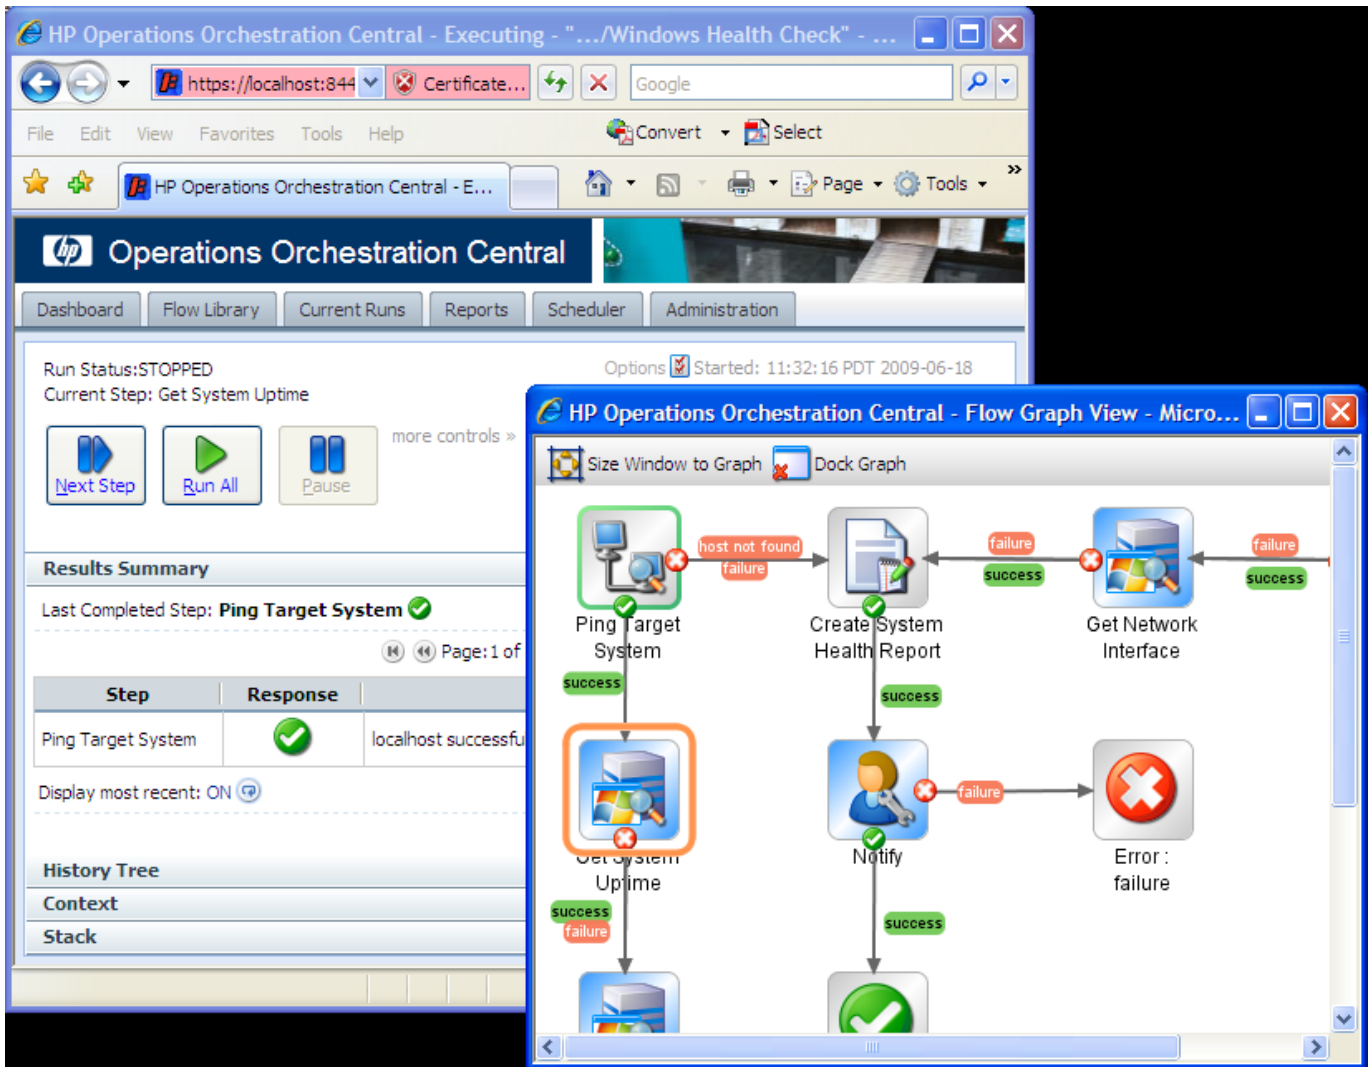 HP Operations Orchestration Central - Executing - ".../Windows Health Check" - ...
https://localhost:844
Certificate...
Google
File Edit View Favorites Tools Help
Convert
Select
HP Operations Orchestration Central - E...
Page
Tools
»
hp Operations Orchestration Central
Dashboard Flow Library Current Runs Reports Scheduler Administration
Run Status:STOPPED
Options Started: 11:32:16 PDT 2009-06-18
Current Step: Get System Uptime
more controls »
Next Step Run All Pause
Results Summary
Last Completed Step: Ping Target System
Page:1 of
Step Response
Ping Target System localhost successfu
Display most recent: ON
History Tree
Context
Stack
HP Operations Orchestration Central - Flow Graph View - Micro...
Size Window to Graph Dock Graph
host not found
failure
failure
success
failure
success
Ping Target
System
Create System
Health Report
Get Network
Interface
success
success
failure
Get System
Uptime
Notify
Error :
failure
success
failure
success